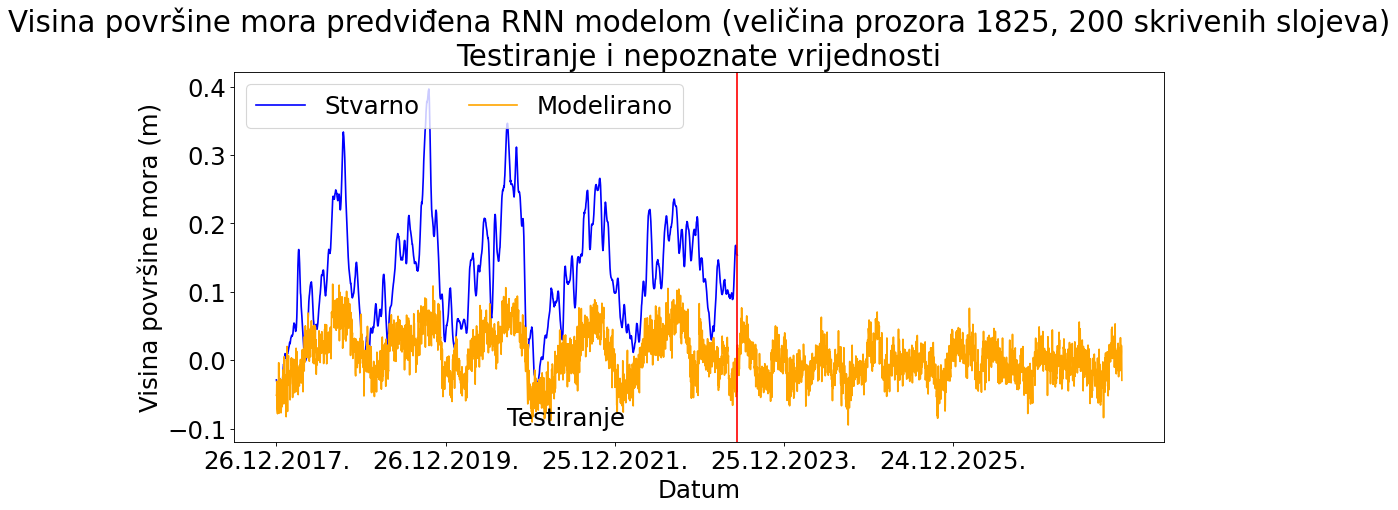 Visina površine mora predviđena RNN modelom (veličina prozora 1825, 200 skrivenih slojeva)
Testiranje i nepoznate vrijednosti
Stvarno
Modelirano
Visina površine mora (m)
0.4
0.3
0.2
0.1
0.0
−0.1
Testiranje
26.12.2017.
26.12.2019.
25.12.2021.
25.12.2023.
24.12.2025.
Datum